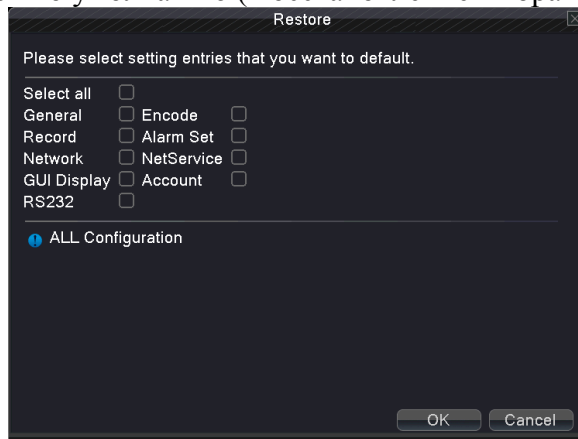 Restore
Please select setting entries that you want to default.
Select all
General Encode
Record Alarm Set
Network NetService
GUI Display Account
RS232
ALL Configuration
OK Cancel